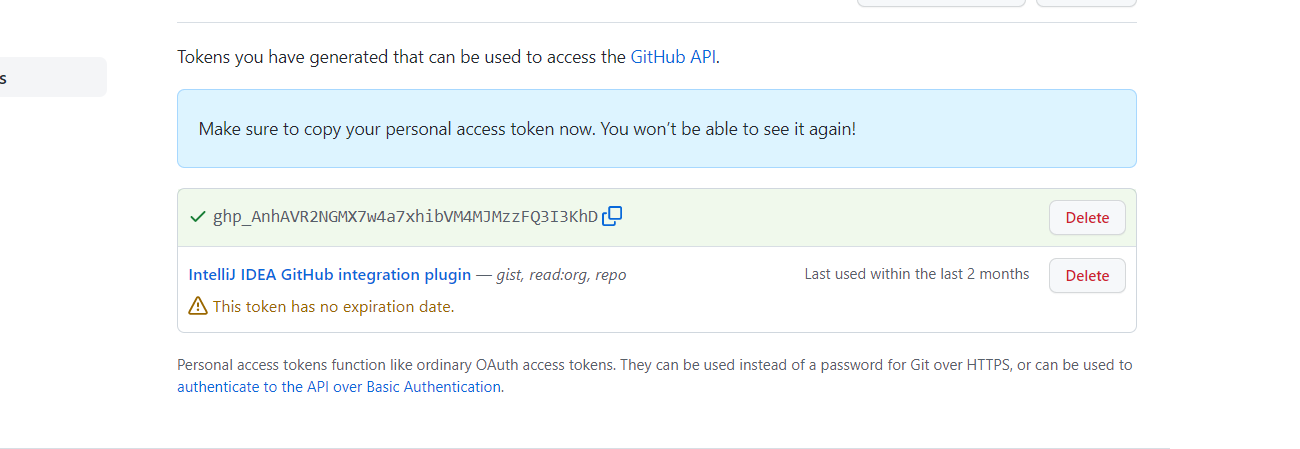 s
Tokens you have generated that can be used to access the GitHub API.
Make sure to copy your personal access token now. You won't be able to see it again!
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
Delete
IntelliJ IDEA GitHub integration plugin — gist, read:org, repo
Last used within the last 2 months
Delete
This token has no expiration date.
Personal access tokens function like ordinary OAuth access tokens. They can be used instead of a password for Git over HTTPS, or can be used to
authenticate to the API over Basic Authentication.